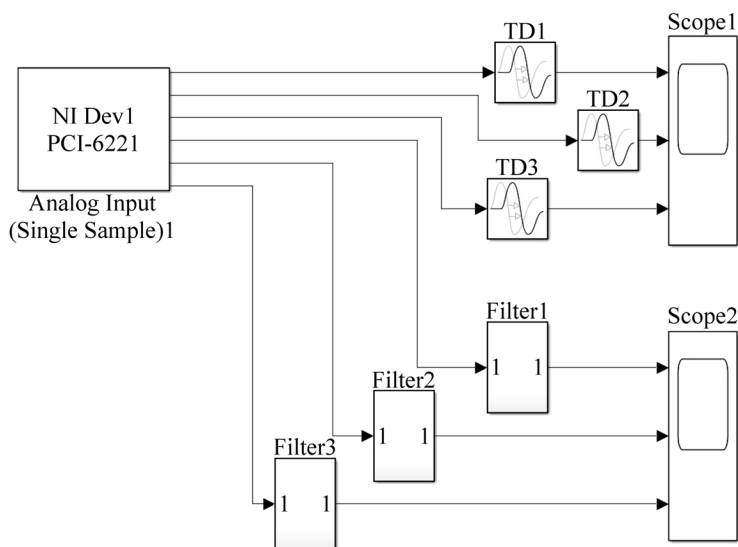 Scope1
TD1
NI Dev1
PCI-6221
TD2
Analog Input
(Single Sample)1
TD3
Filter1
Scope2
1 1
Filter2
1 1
Filter3
1 1